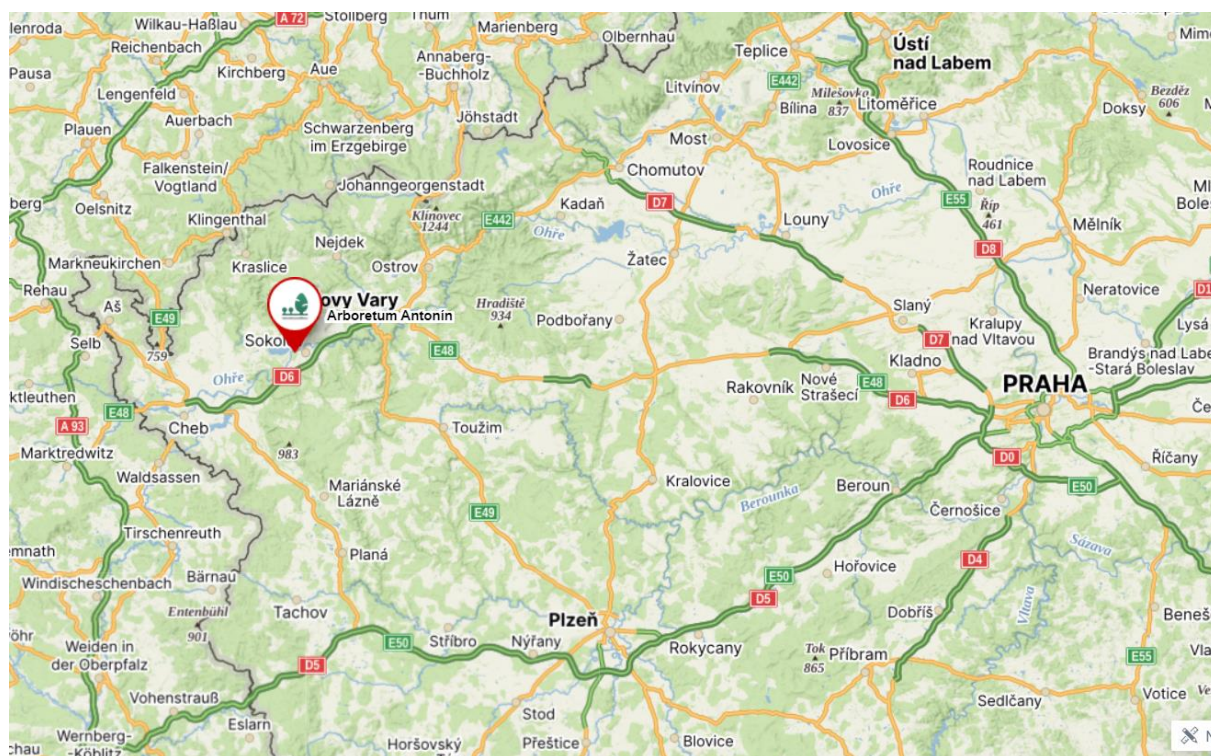 Wilkau-Haßlau
A 72
Stollberg
Thum
Marienberg
Olbernhau
Teplice
Ústí
nad Labem
Reichenbach
Pausa
Kirchberg
Aue
Annaberg-
-Buchholz
Litvínov
E442
Bílina
Milešovka
837
Litoměřice
Doksy
Bezděz
606
Lengenfeld
Auerbach
Plauen
Schwarzenberg
im Erzgebirge
Jöhstadt
Most
Lovosice
Falkenstein/
Vogtland
Chomutov
Roudnice
nad Labem
Johanngeorgenstadt
Oelsnitz
Klingenthal
Klínovec
1244
E442
Kadaň
D7
Ohře
E55
Říp
461
Mělník
Ohře
Louny
Nejdek
Žatec
D8
Markneukirchen
Kraslice
Ostrov
Rehau
Aš
ovy Vary
Arboretum Antonín
Hradiště
934
Podbořany
Slaný
Neratovice
E49
Kralupy
nad Vltavou
Lysá
Selb
759
Sokol
E48
D7
Kladno
Brandýs nad Labe
-Stará Boleslav
Ohře
D6
Rakovník
Nové
Strašecí
E48
D6
PRAHA
E48
A 93
Cheb
Toužim
Marktredwitz
983
D0
Říčany
Waldsassen
Mariánské
Lázně
Kralovice
Berounka
Beroun
E50
Černošice
E49
Tirschenreuth
Planá
Sázava
D4
Windischeschenbach
Bärnau
E50
Hořovice
D5
Vltava
Entenbühl
901
Tachov
Plzeň
Dobříš
Weiden in
der Oberpfalz
E50
Stříbro
Nýřany
Rokycany
Tok
865
Příbram
E55
D5
Vohenstrauß
Sedlčany
Votice
Eslarn
Stod
Wernberg-
-Köblitz
Horšovský
Přeštice
Blovice